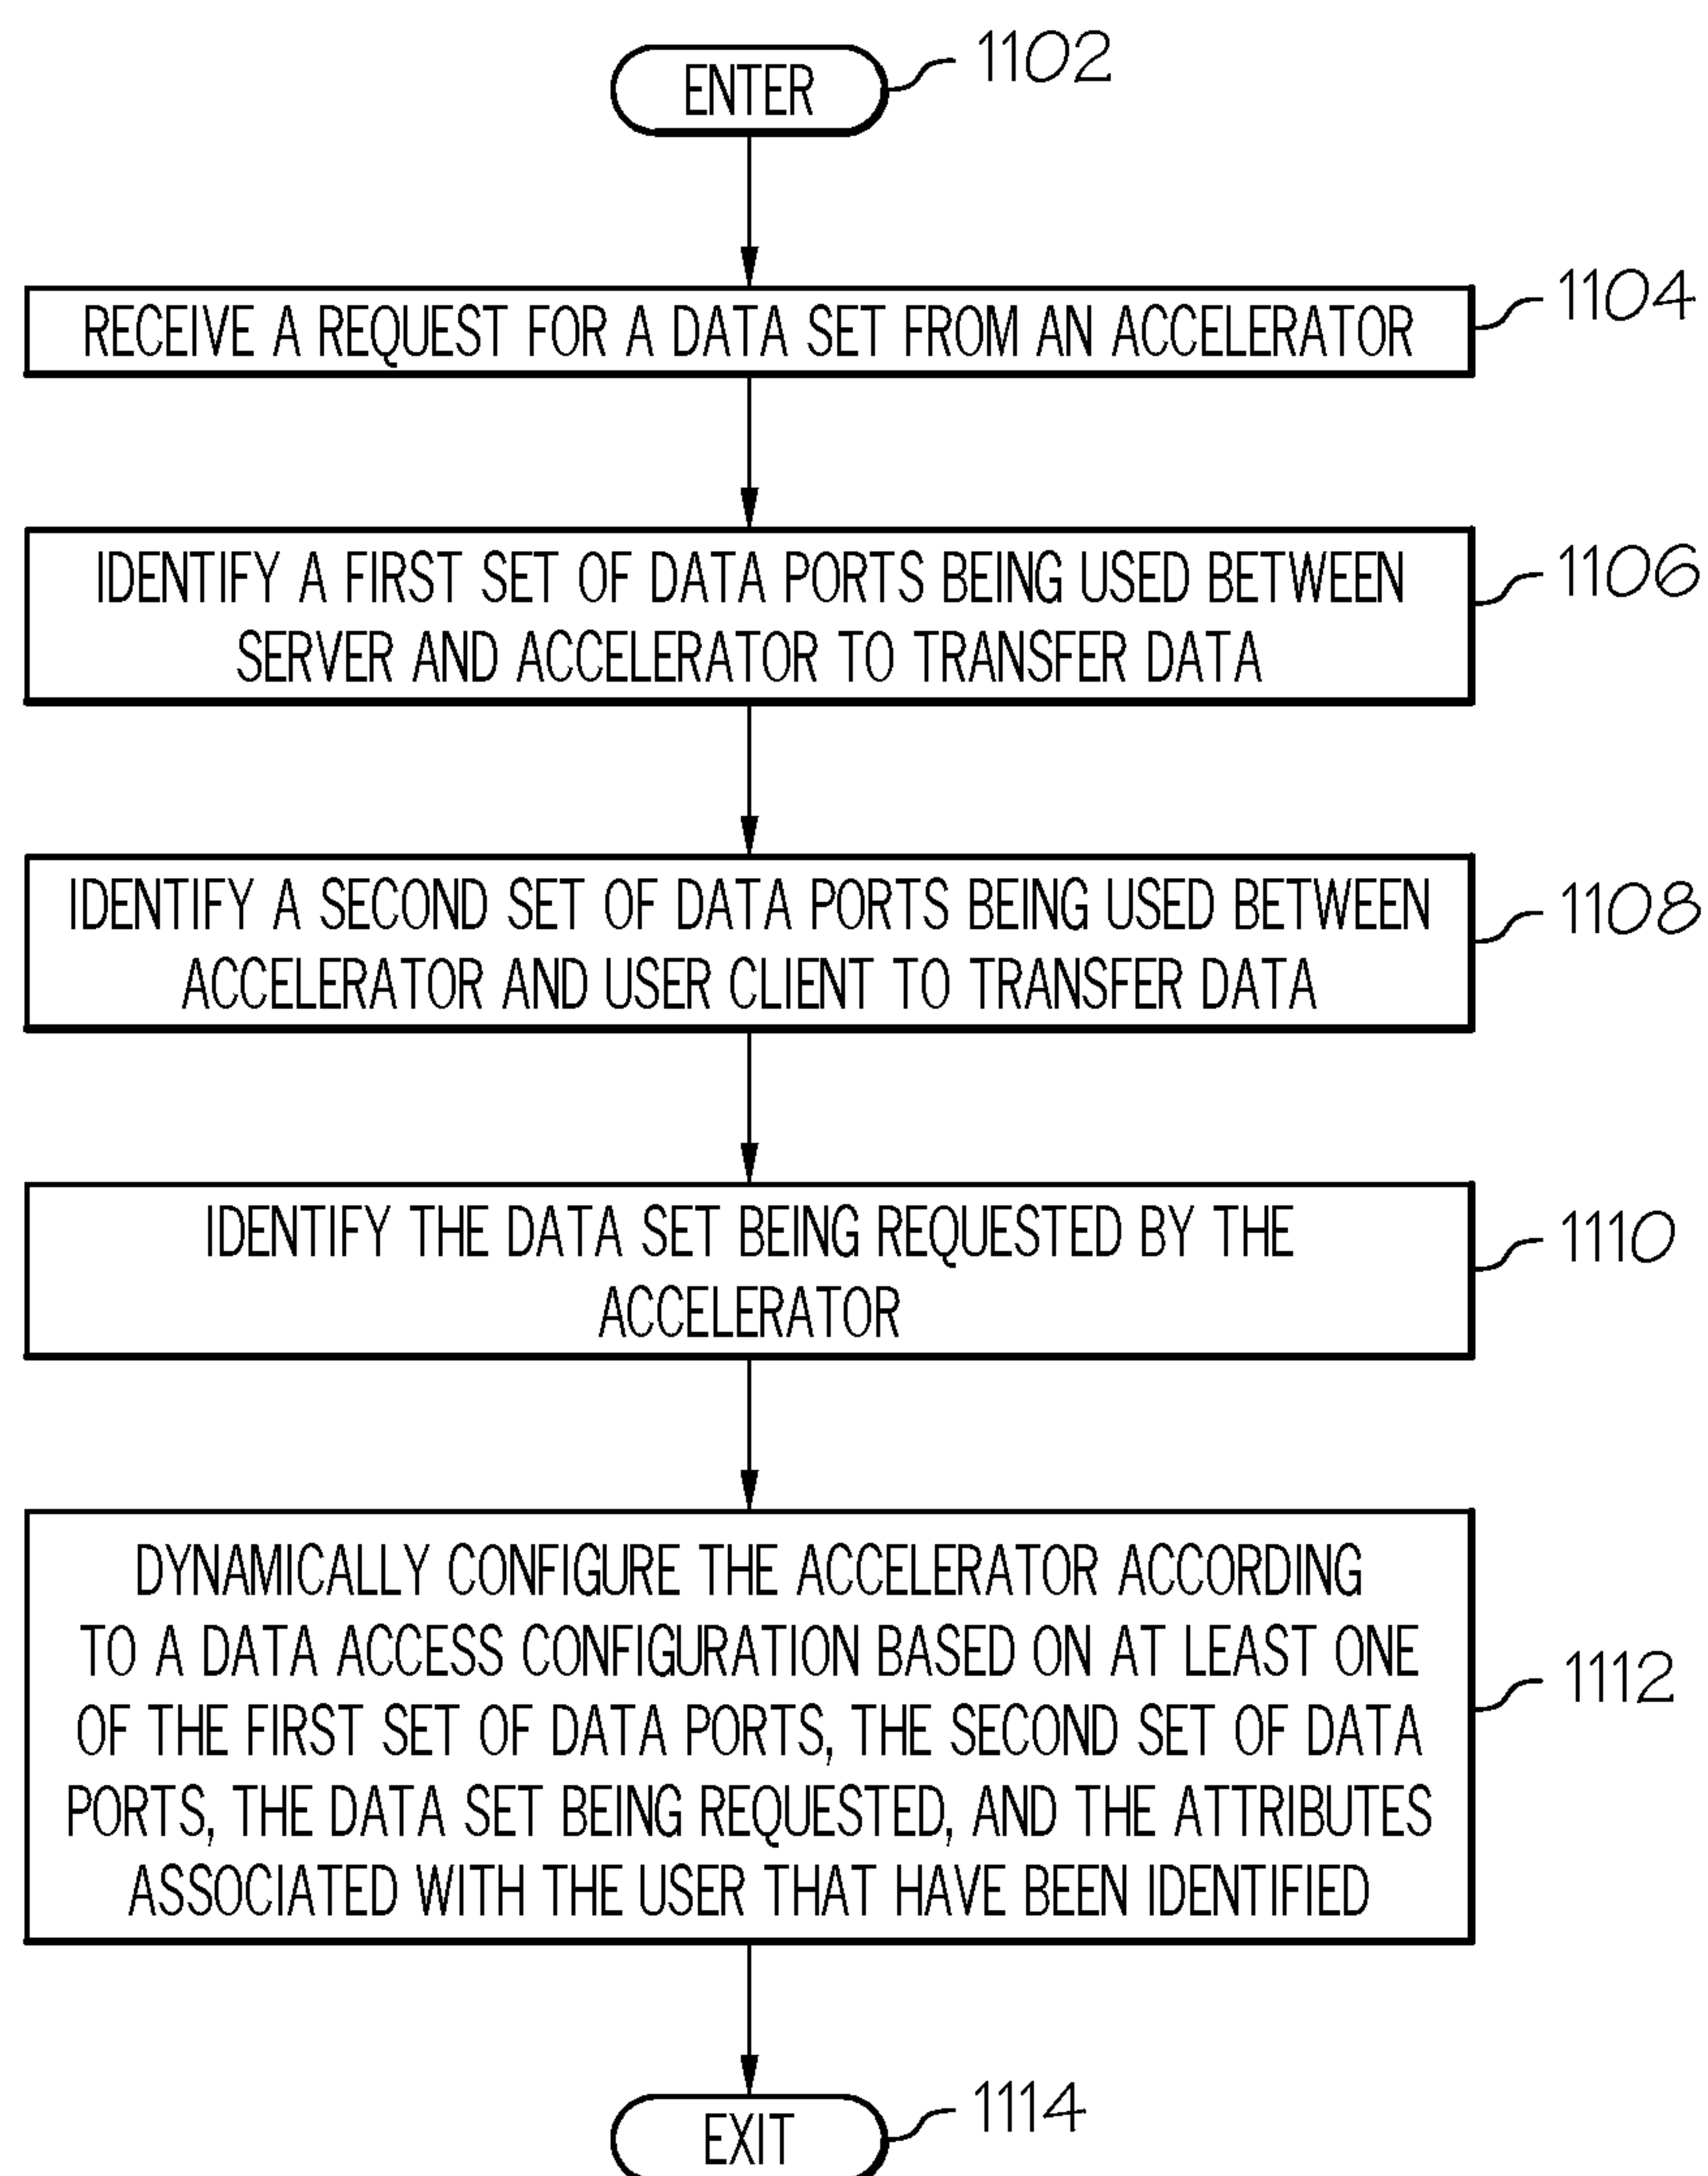 ENTER
1102
RECEIVE A REQUEST FOR A DATA SET FROM AN ACCELERATOR
1104
IDENTIFY A FIRST SET OF DATA PORTS BEING USED BETWEEN
SERVER AND ACCELERATOR TO TRANSFER DATA
1106
IDENTIFY A SECOND SET OF DATA PORTS BEING USED BETWEEN
ACCELERATOR AND USER CLIENT TO TRANSFER DATA
1108
IDENTIFY THE DATA SET BEING REQUESTED BY THE
ACCELERATOR
1110
DYNAMICALLY CONFIGURE THE ACCELERATOR ACCORDING
TO A DATA ACCESS CONFIGURATION BASED ON AT LEAST ONE
OF THE FIRST SET OF DATA PORTS, THE SECOND SET OF DATA
PORTS, THE DATA SET BEING REQUESTED, AND THE ATTRIBUTES
ASSOCIATED WITH THE USER THAT HAVE BEEN IDENTIFIED
1112
EXIT
1114